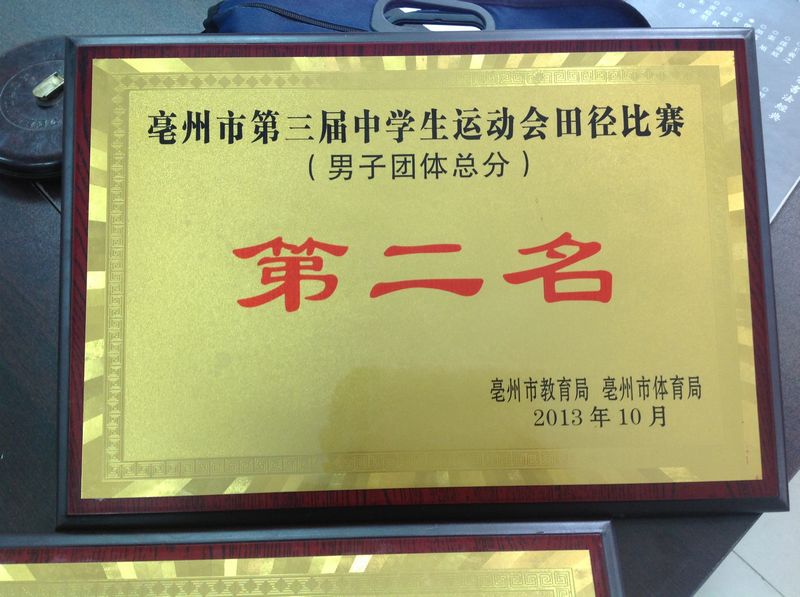 亳州市第三届中学生运动会田径比赛
（男子团体总分）
第二名
亳州市教育局 亳州市体育局
2013年10月